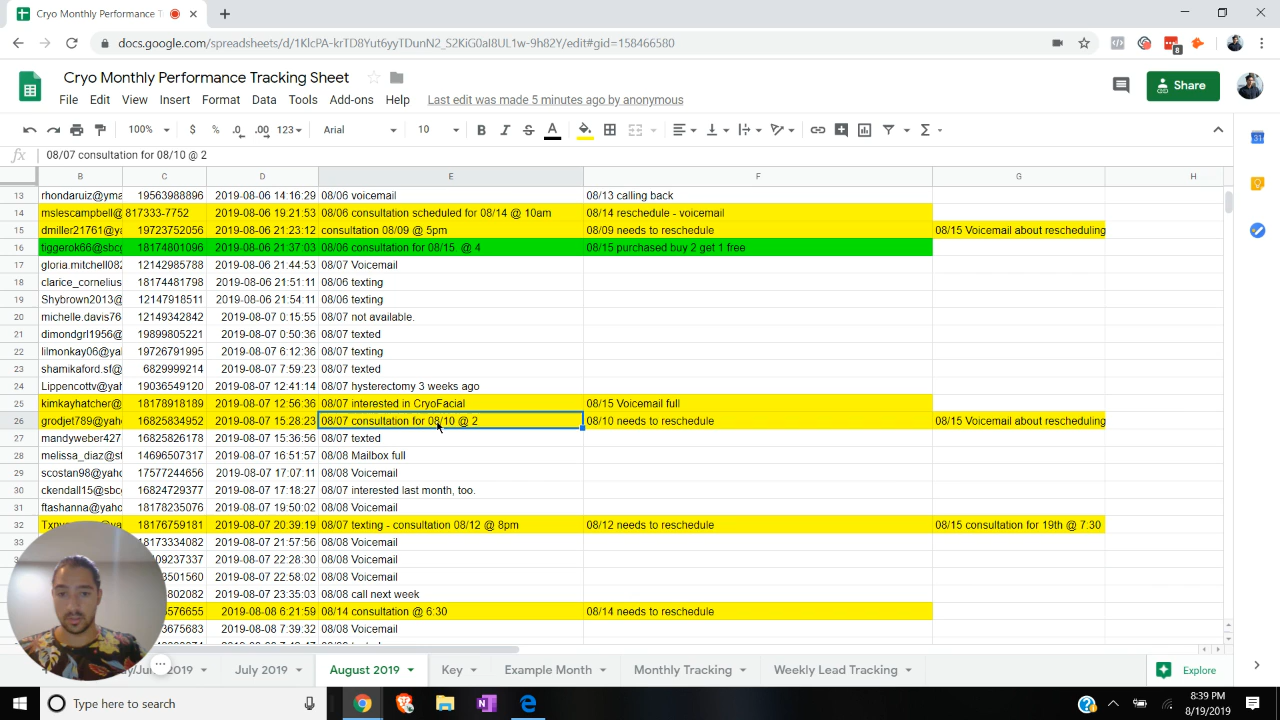 Cryo Monthly Performance T
docs.google.com/spreadsheets/d/1KlcPA-krTD8Yut6yyTDunN2_S2KiG0aI8UL1w-9h82Y/edit#gid=158466580
8
Cryo Monthly Performance Tracking Sheet
Share
File Edit View Insert Format Data Tools Add-ons Help Last edit was made 5 minutes ago by anonymous
100% $ % .0 .00 123 Arial 10 B I S A Σ
fx 08/07 consultation for 08/10 @ 2
B C D E F G H
13 rhondaruiz@yma 19563988896 2019-08-06 14:16:29 08/06 voicemail 08/13 calling back
14 mslescampbell@ 817333-7752 2019-08-06 19:21:53 08/06 consultation scheduled for 08/14 @ 10am 08/14 reschedule - voicemail
15 dmiller21761@ya 19723752056 2019-08-06 21:23:12 consultation 08/09 @ 5pm 08/09 needs to reschedule 08/15 Voicemail about rescheduling
16 tiggerok66@sbcg 18174801096 2019-08-06 21:37:03 08/06 consultation for 08/15. @ 4 08/15 purchased buy 2 get 1 free
17 gloria.mitchell082 12142985788 2019-08-06 21:44:53 08/07 Voicemail
18 clarice_cornelius 18174481798 2019-08-06 21:51:11 08/06 texting
19 Shybrown2013@ 12147918511 2019-08-06 21:54:11 08/06 texting
20 michelle.davis76 12149342842 2019-08-07 0:15:55 08/07 not available.
21 dimondgrl1956@ 19899805221 2019-08-07 0:50:36 08/07 texted
22 lilmonkay06@yal 19726791995 2019-08-07 6:12:36 08/07 texting
23 shamikaford.sf@ 6829999214 2019-08-07 7:59:23 08/07 texted
24 Lippencottv@yah 19036549120 2019-08-07 12:41:14 08/07 hysterectomy 3 weeks ago
25 kimkayhatcher@ 18178918189 2019-08-07 12:56:36 08/07 interested in CryoFacial 08/15 Voicemail full
26 grodjet789@yaho 16825834952 2019-08-07 15:28:23 08/07 consultation for 08/10 @ 2 08/10 needs to reschedule 08/15 Voicemail about rescheduling
27 mandyweber427 16825826178 2019-08-07 15:36:56 08/07 texted
28 melissa_diaz@sb 14696507317 2019-08-07 16:51:57 08/08 Mailbox full
29 scostan98@yahc 17577244656 2019-08-07 17:07:11 08/08 Voicemail
30 ckendall15@sbcg 16824729377 2019-08-07 17:18:27 08/07 interested last month, too.
31 ftashanna@yaho 18178235076 2019-08-07 19:50:02 08/08 Voicemail
32 18176759181 2019-08-07 20:39:19 08/07 texting - consultation 08/12 @ 8pm 08/12 needs to reschedule 08/15 consultation for 19th @ 7:30
33 18173334082 2019-08-07 21:57:56 08/08 Voicemail
09237337 2019-08-07 22:28:30 08/08 Voicemail
3501560 2019-08-07 22:58:02 08/08 Voicemail
802082 2019-08-07 23:35:03 08/08 call next week
576655 2019-08-08 6:21:59 08/14 consultation @ 6:30 08/14 needs to reschedule
3675683 2019-08-08 7:39:32 08/08 Voicemail
2019 July 2019 August 2019 Key Example Month Monthly Tracking Weekly Lead Tracking Explore
Type here to search
8:39 PM
8/19/2019